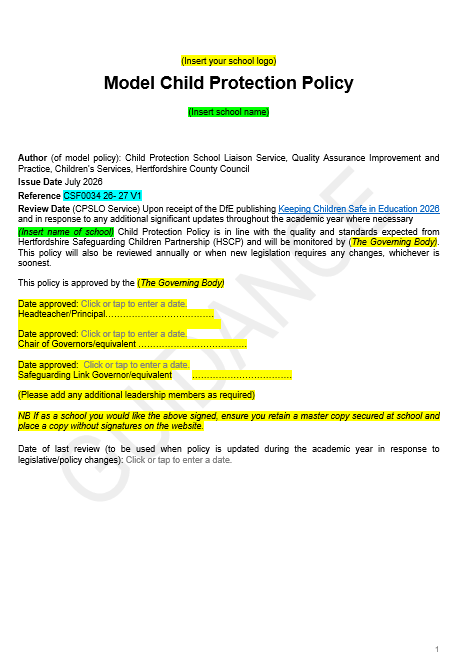 (Insert your school logo)
Model Child Protection Policy
(Insert school name)
Author (of model policy): Child Protection School Liaison Service, Quality Assurance Improvement and
Practice, Children's Services, Hertfordshire County Council
Issue Date July 2026
Reference CSF0034 26- 27 V1
Review Date (CPSLO Service) Upon receipt of the DfE publishing Keeping Children Safe in Education 2026
and in response to any additional significant updates throughout the academic year where necessary
(Insert name of school) Child Protection Policy is in line with the quality and standards expected from
Hertfordshire Safeguarding Children Partnership (HSCP) and will be monitored by (The Governing Body).
This policy will also be reviewed annually or when new legislation requires any changes, whichever is
soonest.
This policy is approved by the (The Governing Body)
Date approved: Click or tap to enter a date.
Headteacher/Principal.......................................
Date approved: Click or tap to enter a date.
Chair of Governors/equivalent .......................................
Date approved: Click or tap to enter a date.
Safeguarding Link Governor/equivalent ....................................
(Please add any additional leadership members as required)
NB If as a school you would like the above signed, ensure you retain a master copy secured at school and
place a copy without signatures on the website.
Date of last review (to be used when policy is updated during the academic year in response to
legislative/policy changes): Click or tap to enter a date.
GUIDANCE
1